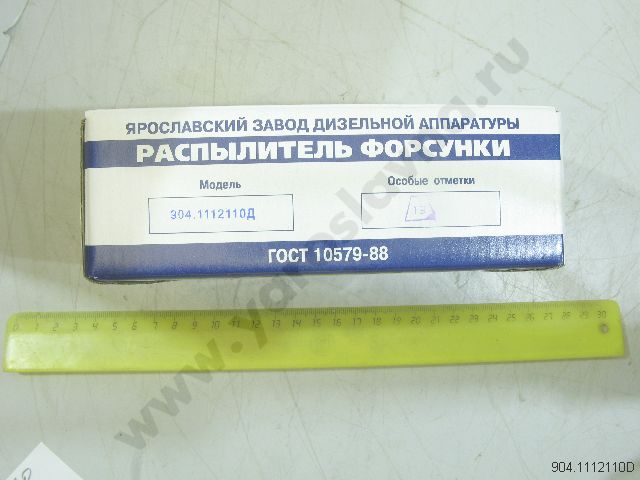 ЯРОСЛАВСКИЙ ЗАВОД ДИЗЕЛЬНОЙ АППАРАТУРЫ
РАСПЫЛИТЕЛЬ ФОРСУНКИ
Модель
Особые отметки
904.1112110Д
13
ГОСТ 10579-88
0 1 2 3 4 5 6 7 8 9 10 11 12 13 14 15 16 17 18 19 20 21 22 23 24 25 26 27 28 29 30
904.1112110D